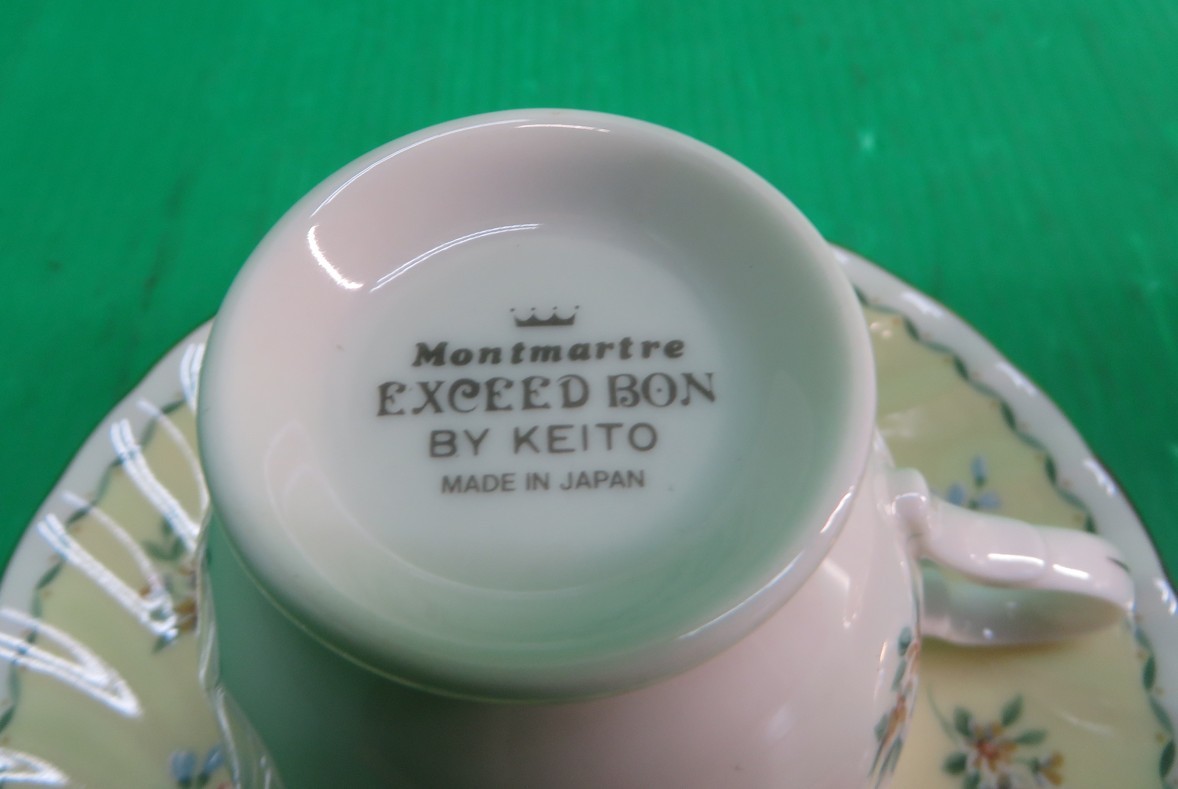 Montmartre
EXCEED BON
BY KEITO
MADE IN JAPAN